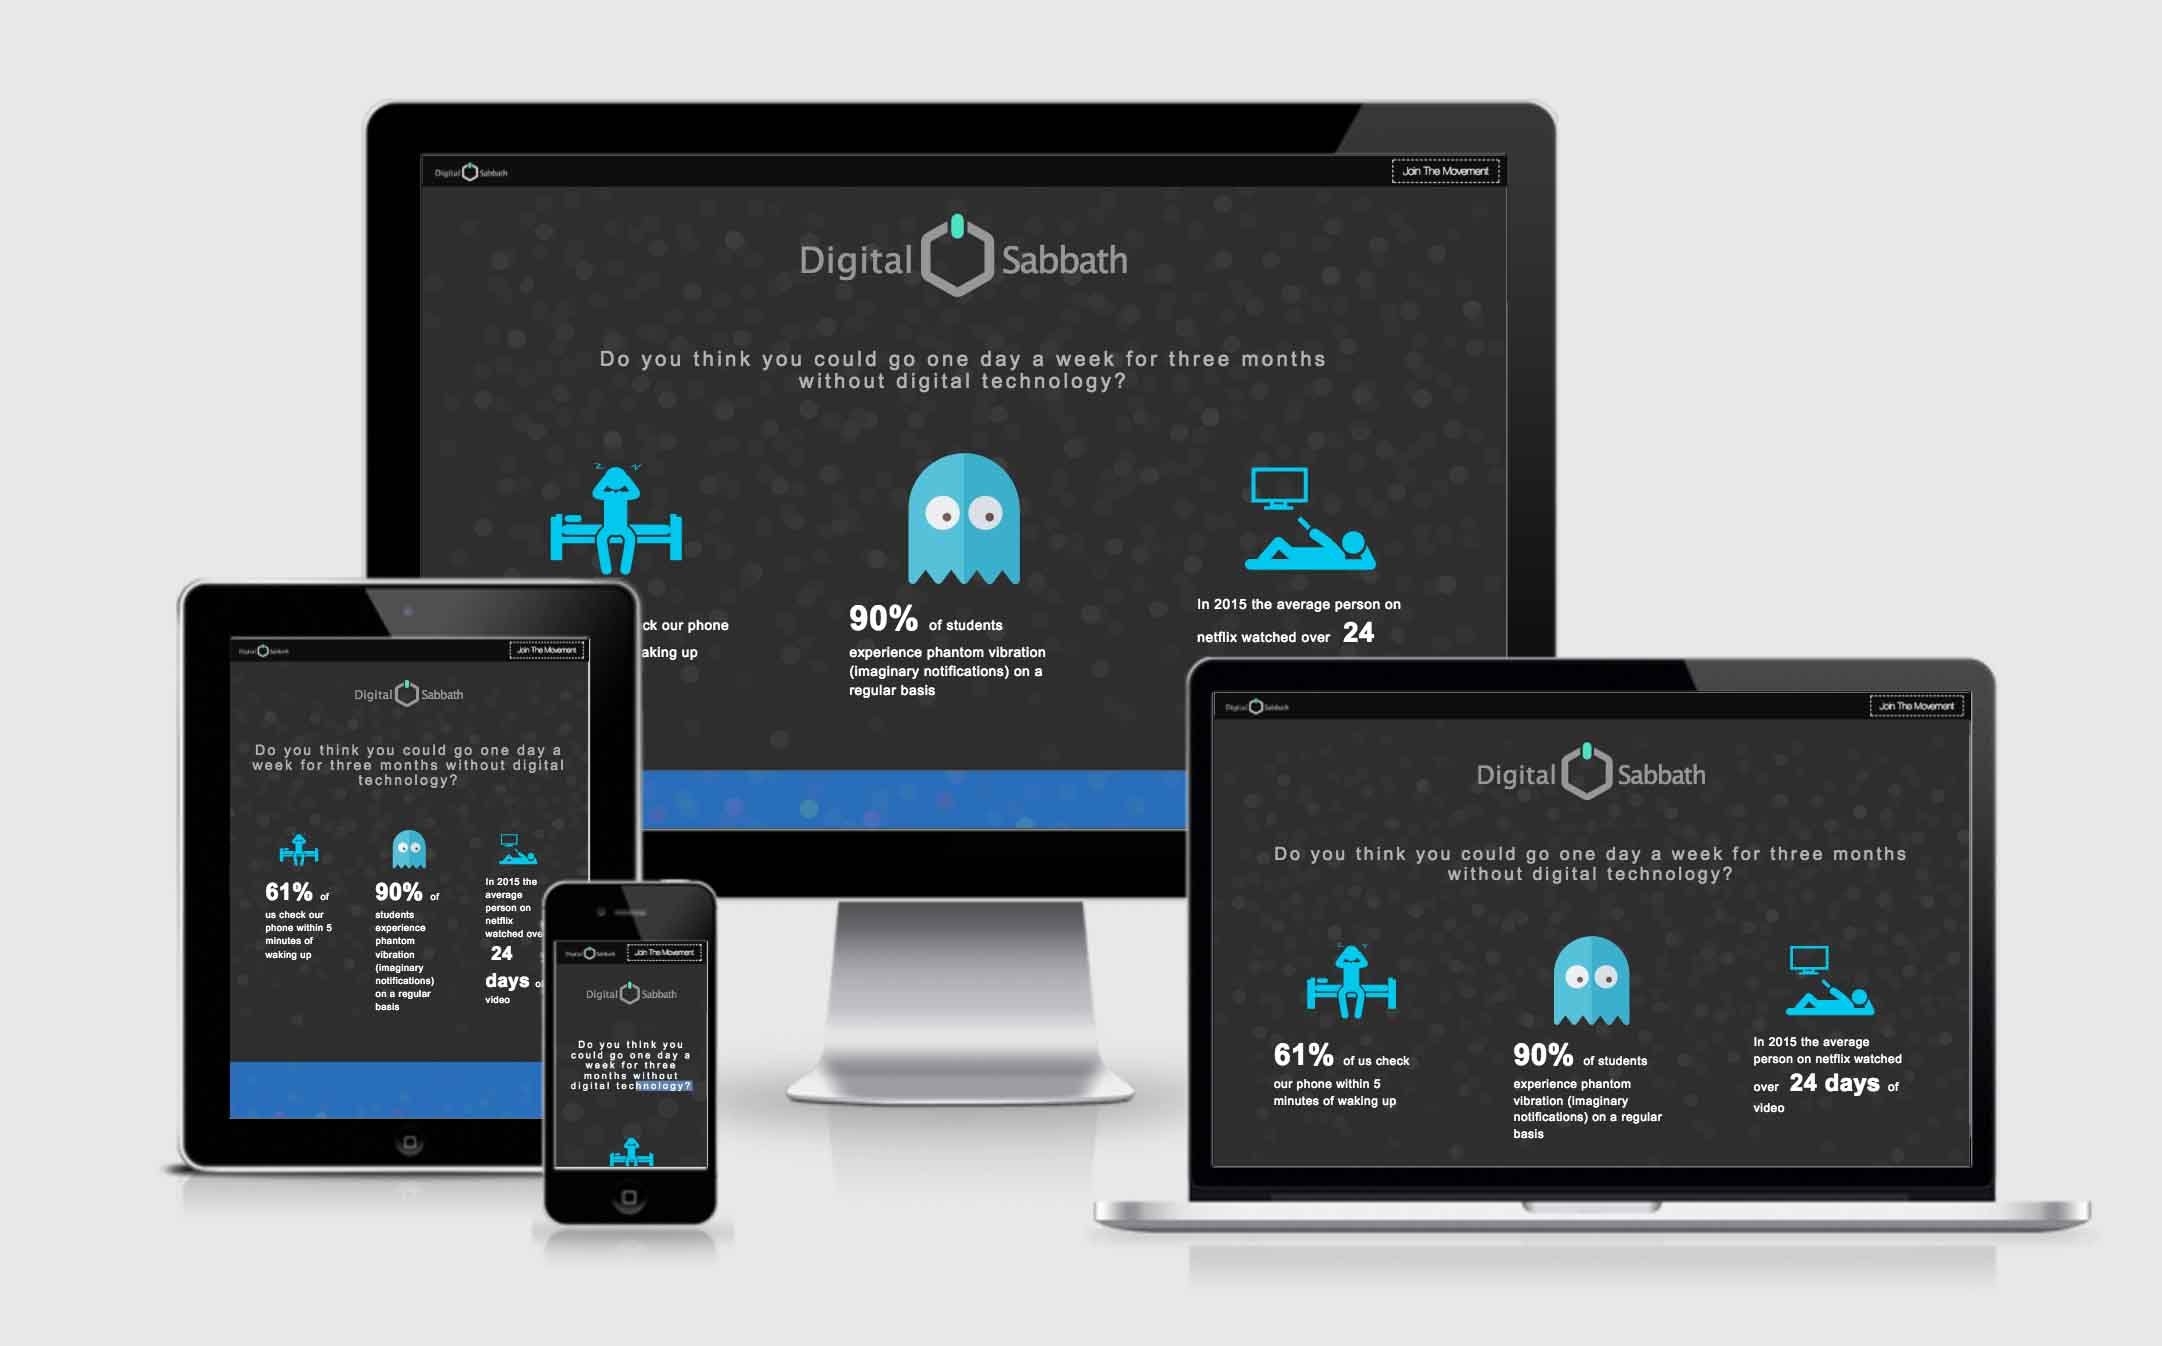 Digital Sabbath
Join The Movement
Digital Sabbath
Do you think you could go one day a week for three months
without digital technology?
ck our phone
aking up
90% of students
experience phantom vibration
(imaginary notifications) on a
regular basis
In 2015 the average person on
netflix watched over 24
Digital Sabbath
Join The Movement
Digital Sabbath
Do you think you could go one day a
week for three months without digital
technology?
61% of
us check our
phone within 5
minutes of
waking up
90% of
students
experience
phantom
vibration
(imaginary
notifications)
on a regular
basis
In 2015 the
average
person on
netflix
watched ove
24
days o
video
Digital Sabbath
Join The Movement
Digital Sabbath
Do you think you
could go one day a
week for three
months without
digital technology?
Digital Sabbath
Join The Movement
Digital Sabbath
Do you think you could go one day a week for three months
without digital technology?
61% of us check
our phone within 5
minutes of waking up
90% of students
experience phantom
vibration (imaginary
notifications) on a regular
basis
In 2015 the average
person on netflix watched
over 24 days of
video